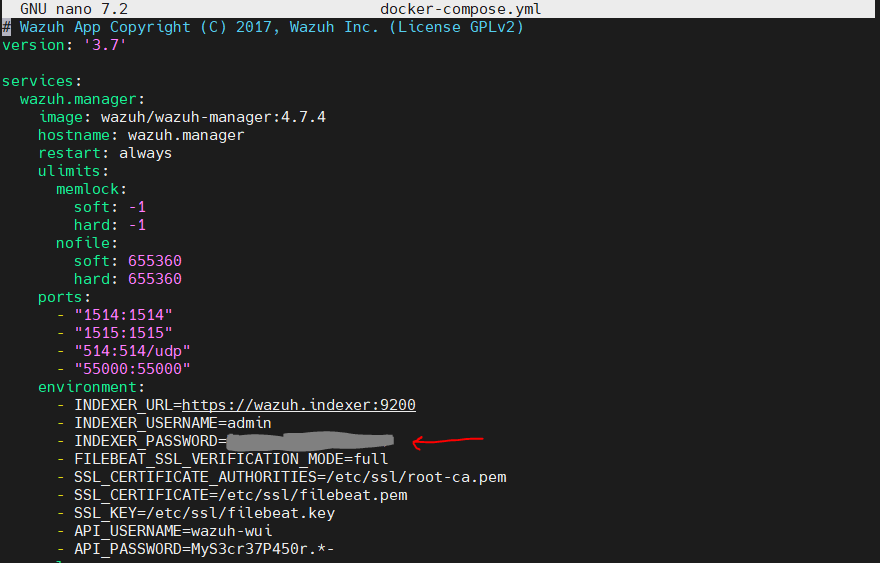 GNU nano 7.2 docker-compose.yml
# Wazuh App Copyright (C) 2017, Wazuh Inc. (License GPLv2)
version: '3.7'
services:
wazuh.manager:
image: wazuh/wazuh-manager:4.7.4
hostname: wazuh.manager
restart: always
ulimits:
memlock:
soft: -1
hard: -1
nofile:
soft: 655360
hard: 655360
ports:
- "1514:1514"
- "1515:1515"
- "514:514/udp"
- "55000:55000"
environment:
- INDEXER_URL=https://wazuh.indexer:9200
- INDEXER_USERNAME=admin
- INDEXER_PASSWORD=
- FILEBEAT_SSL_VERIFICATION_MODE=full
- SSL_CERTIFICATE_AUTHORITIES=/etc/ssl/root-ca.pem
- SSL_CERTIFICATE=/etc/ssl/filebeat.pem
- SSL_KEY=/etc/ssl/filebeat.key
- API_USERNAME=wazuh-wui
- API_PASSWORD=MyS3cr37P450r.*-